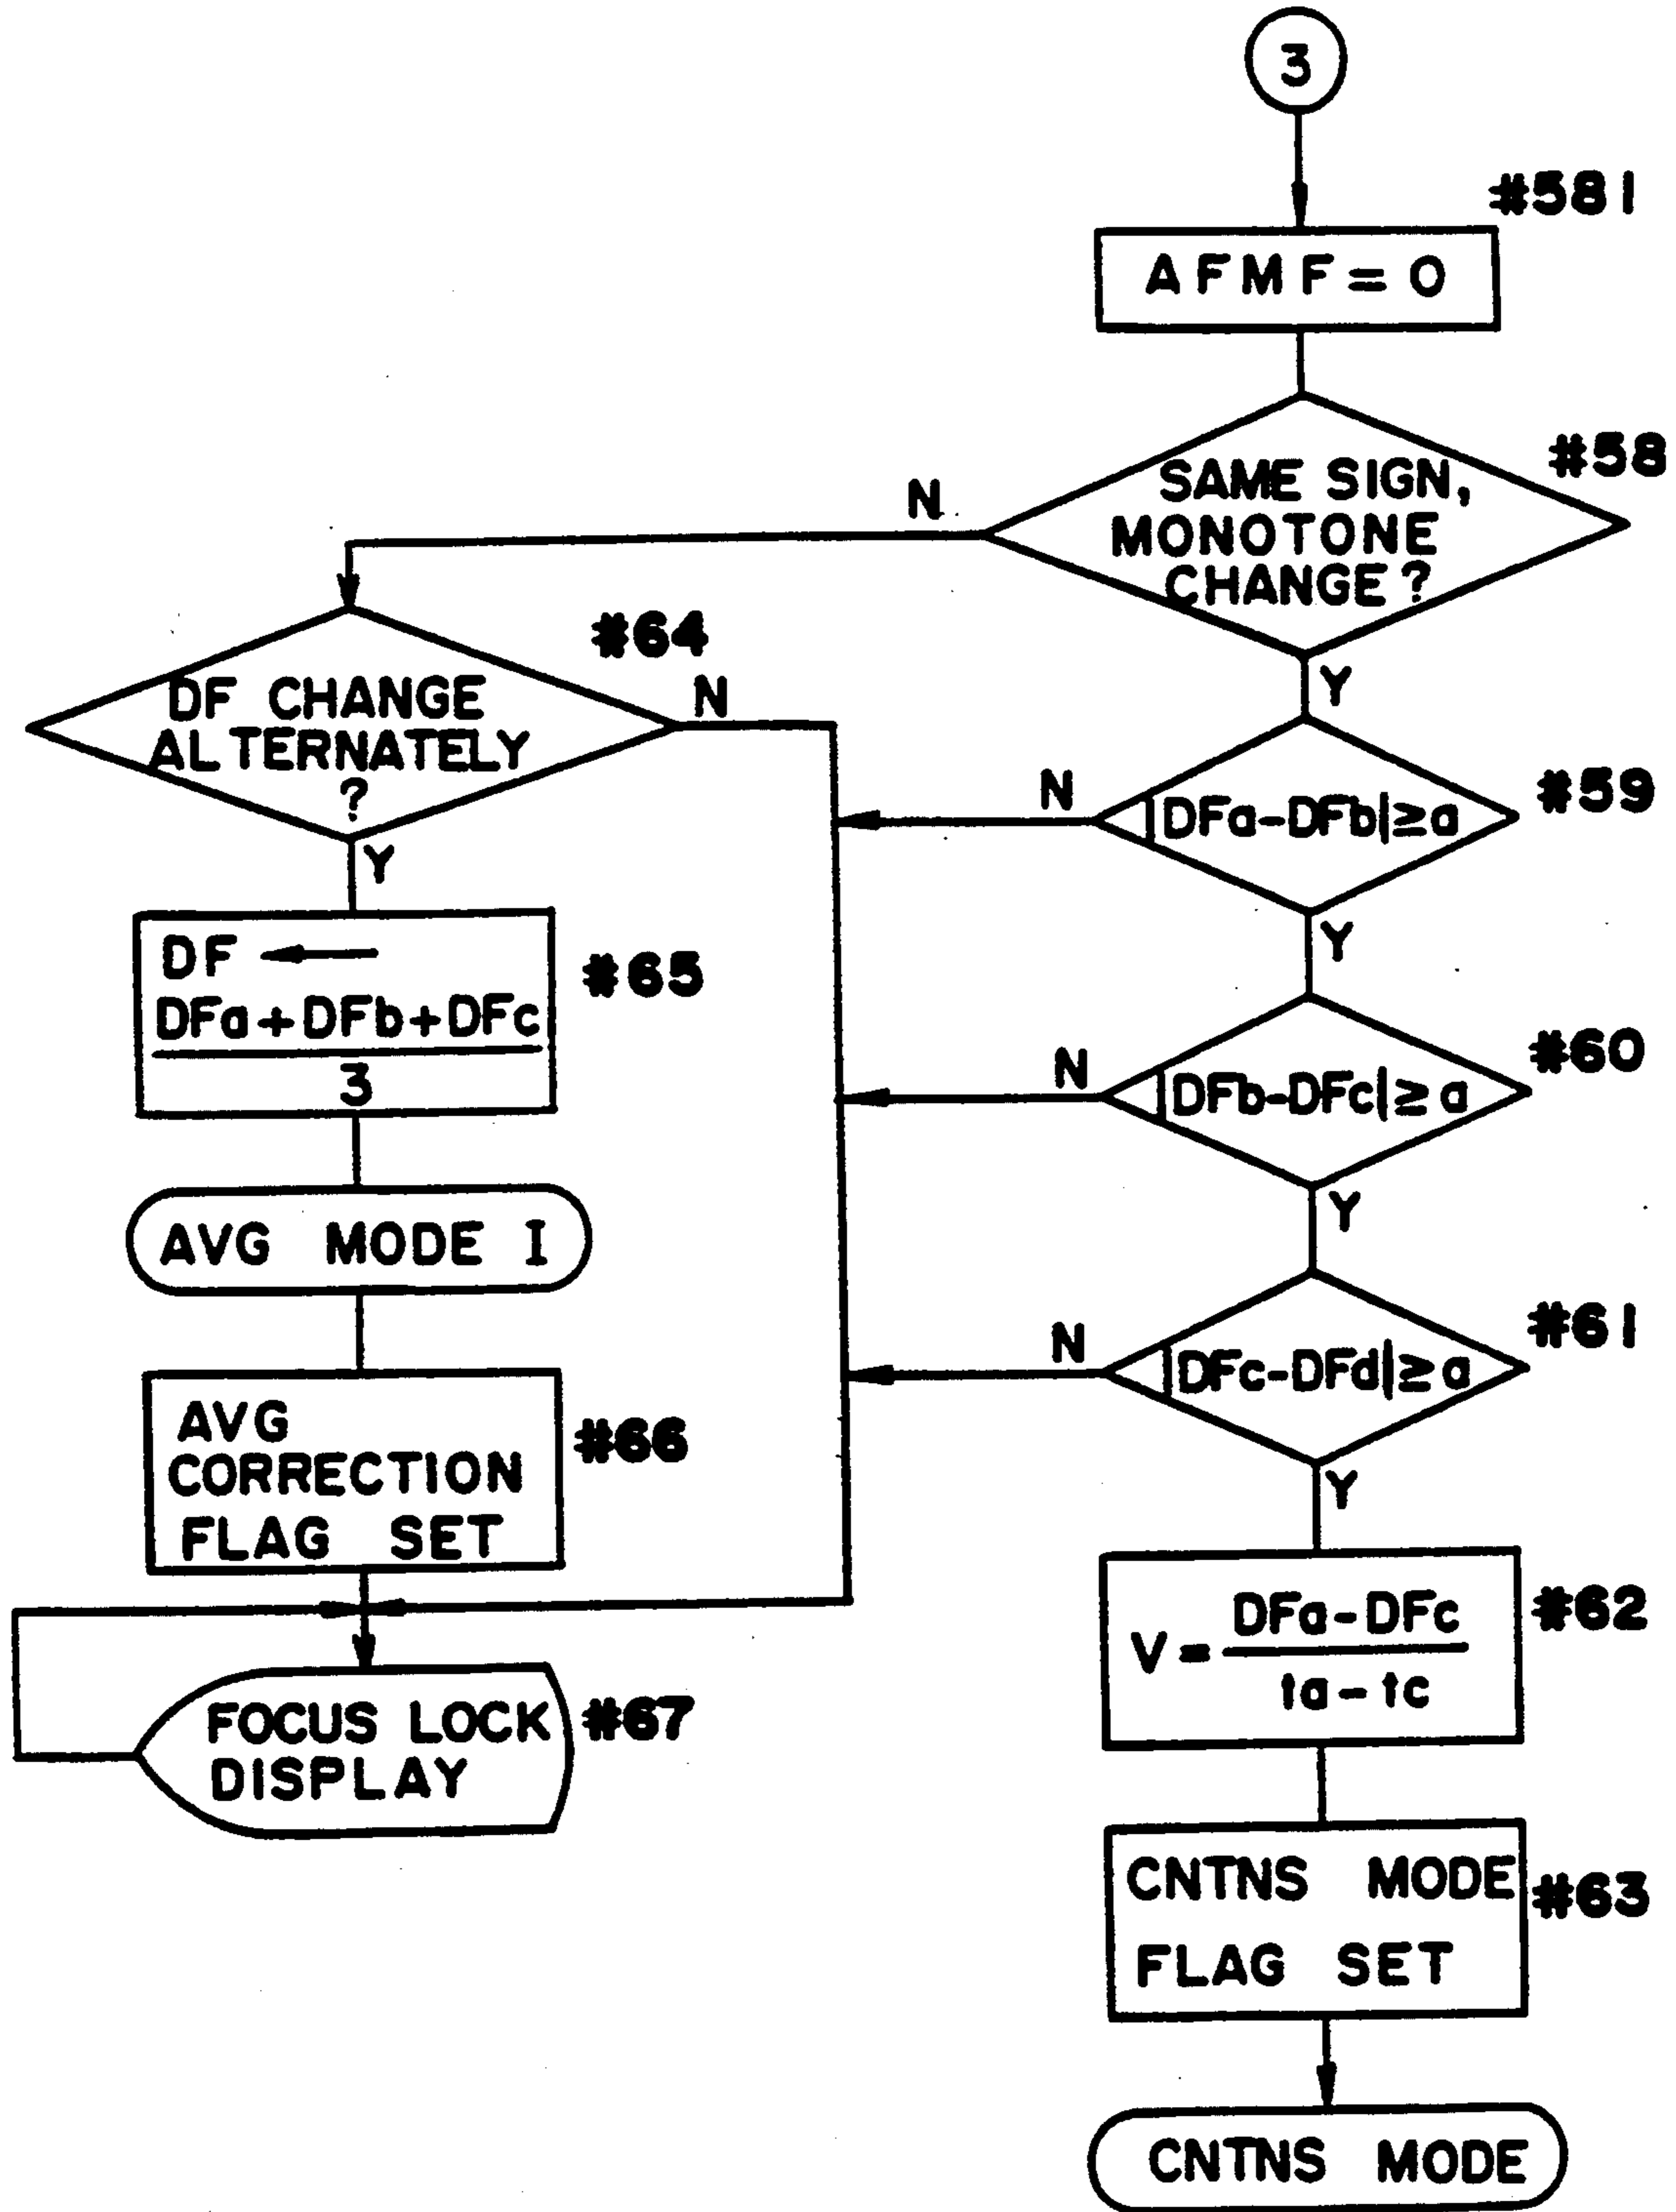 3
#581
AFMF=0
#58
SAME SIGN,
MONOTONE
CHANGE?
N
Y
#64
DF CHANGE
ALTERNATELY
?
N
Y
#59
|DFa-DFb|≥a
N
Y
#65
DF ←
DFa+DFb+DFc
3
#60
|DFb-DFc|≥a
N
Y
AVG MODE I
#61
|DFc-DFd|≥a
N
Y
AVG
CORRECTION
FLAG SET
#66
#62
V = DFa-DFc
ta-tc
FOCUS LOCK
DISPLAY
#67
CNTNS MODE
FLAG SET
#63
CNTNS MODE